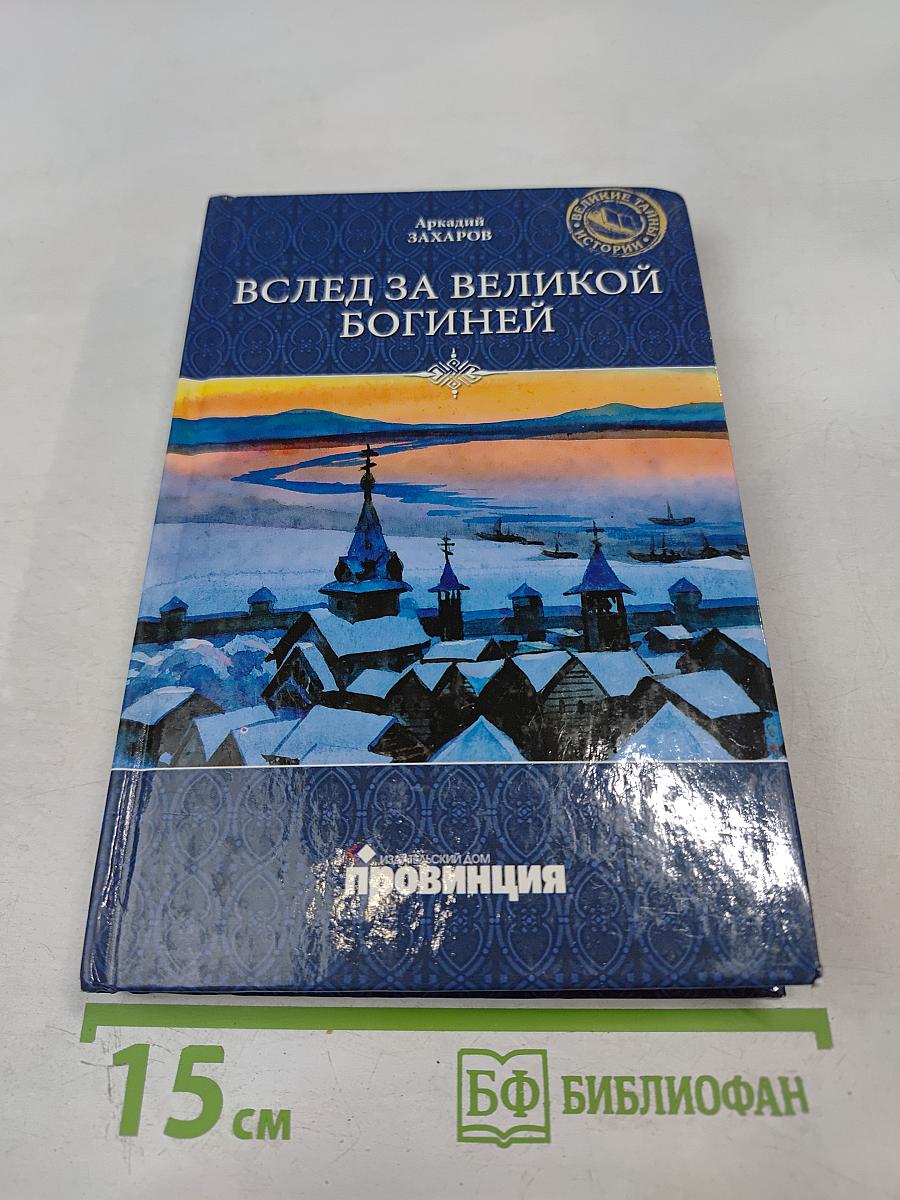 Аркадий
ЗАХАРОВ
ВЕЛИКИЕ ТАЙНЫ
ИСТОРИИ
ВСЛЕД ЗА ВЕЛИКОЙ
БОГИНЕЙ
ИЗДАТЕЛЬСКИЙ ДОМ
ПРОВИНЦИЯ
15 см
БФ БИБЛИОФАН